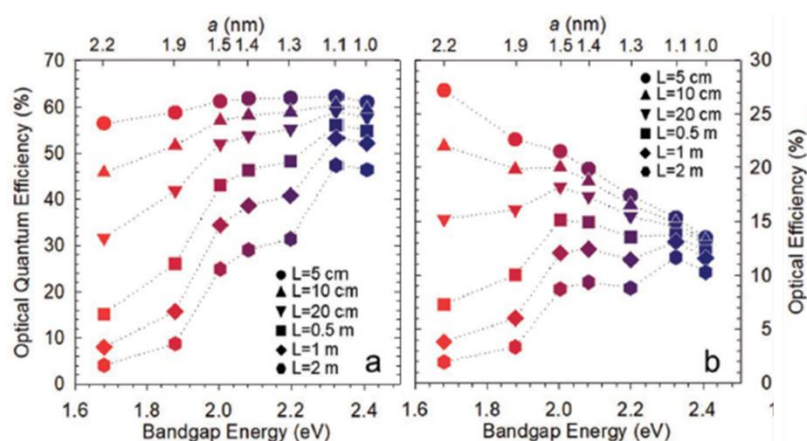 a (nm)
2.2 1.9 1.5 1.4 1.3 1.1 1.0
Optical Quantum Efficiency (%)
70
60
50
40
30
20
10
0
L=5 cm
L=10 cm
L=20 cm
L=0.5 m
L=1 m
L=2 m
a
1.6 1.8 2.0 2.2 2.4
Bandgap Energy (eV)
a (nm)
2.2 1.9 1.5 1.4 1.3 1.1 1.0
L=5 cm
L=10 cm
L=20 cm
L=0.5 m
L=1 m
L=2 m
b
30
25
20
15
10
5
0
Optical Efficiency (%)
1.6 1.8 2.0 2.2 2.4
Bandgap Energy (eV)